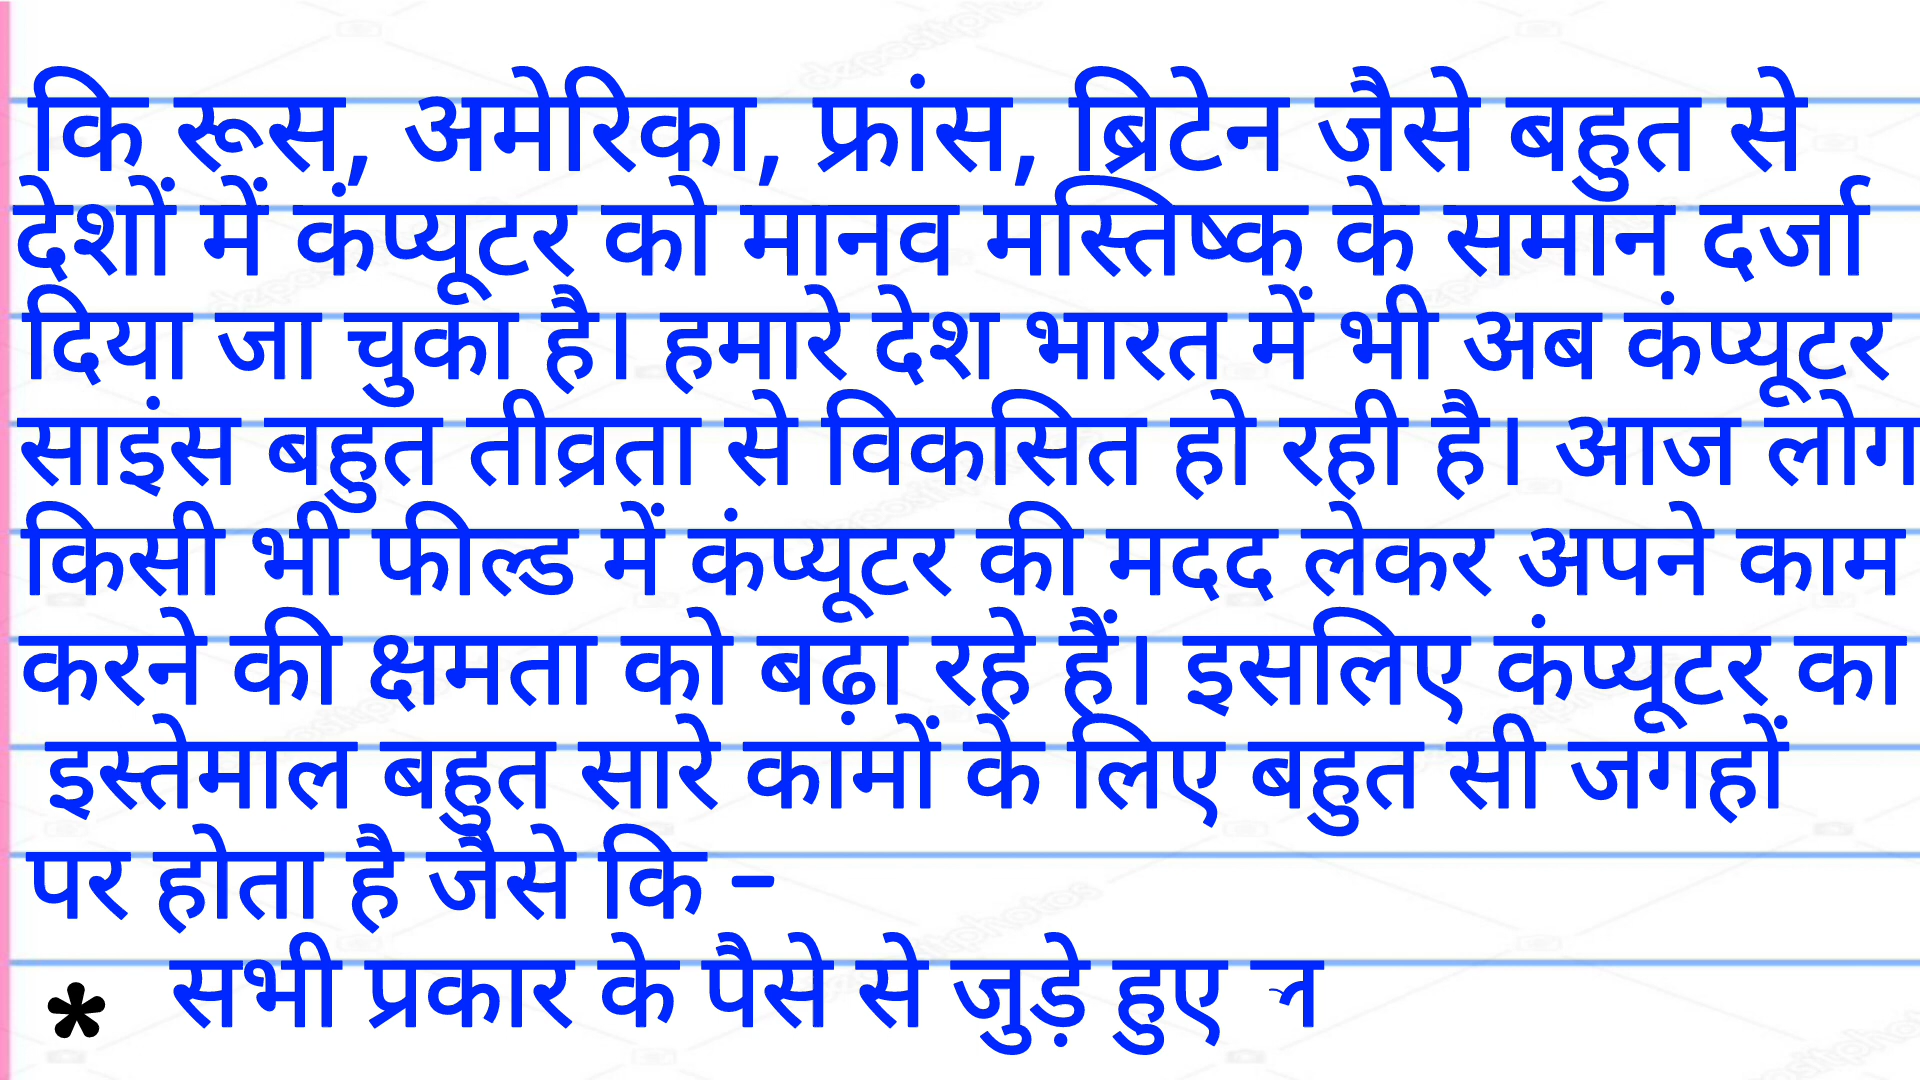 कि रूस, अमेरिका, फ्रांस, ब्रिटेन जैसे बहुत से
देशों में कंप्यूटर को मानव मस्तिष्क के समान दर्जा
दिया जा चुका है। हमारे देश भारत में भी अब कंप्यूटर
साइंस बहुत तीव्रता से विकसित हो रही है। आज लोग
किसी भी फील्ड में कंप्यूटर की मदद लेकर अपने काम
करने की क्षमता को बढ़ा रहे हैं। इसलिए कंप्यूटर का
इस्तेमाल बहुत सारे कामों के लिए बहुत सी जगहों
पर होता है जैसे कि –
* सभी प्रकार के पैसे से जुड़े हुए